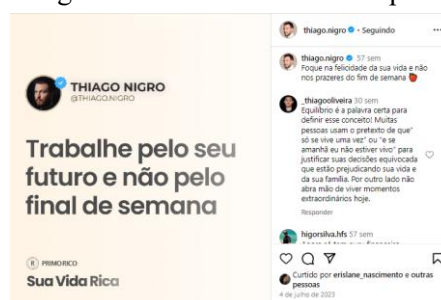 THIAGO NIGRO
@THIAGO.NIGRO
Trabalhe pelo seu
futuro e não pelo
final de semana
PRIMORICO
Sua Vida Rica
thiago.nigro • Seguindo
thiago.nigro 57 sem
Foque na felicidade da sua vida e não
nos prazeres do fim de semana
_thiagooliveira 30 sem
Equilíbrio é a palavra certa para
definir esse conceito! Muitas
pessoas usam o pretexto de que"
só se vive uma vez" ou "e se
amanhã eu não estiver vivo" para
justificar suas decisões equivocada
que estão prejudicando sua vida e
da sua família. Por outro lado não
abra mão de viver momentos
extraordinários hoje.
Responder
higorsilva.hfs 57 sem
Curtido por erislane_nascimento e outras
pessoas
4 de julho de 2023